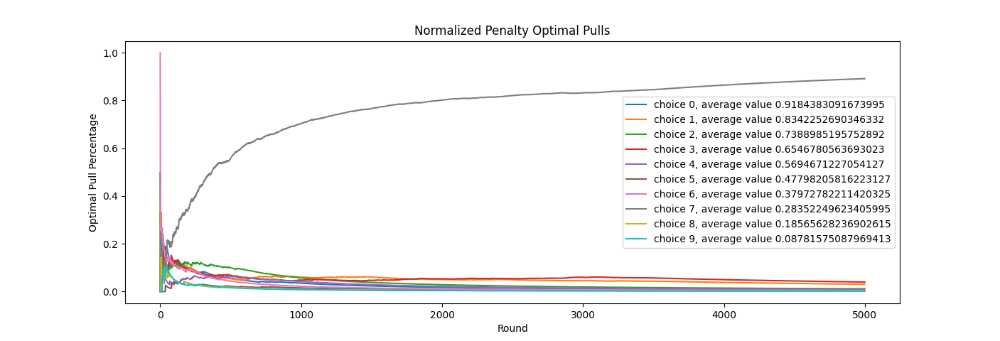 Normalized Penalty Optimal Pulls
1.0
0.8
0.6
0.4
0.2
0.0
Optimal Pull Percentage
choice 0, average value 0.9184383091673995
choice 1, average value 0.8342252690346332
choice 2, average value 0.7388985195752892
choice 3, average value 0.6546780563693023
choice 4, average value 0.5694671227054127
choice 5, average value 0.47798205816223127
choice 6, average value 0.37972782211420325
choice 7, average value 0.28352249623405995
choice 8, average value 0.18565628236902615
choice 9, average value 0.08781575087969413
0 1000 2000 3000 4000 5000
Round